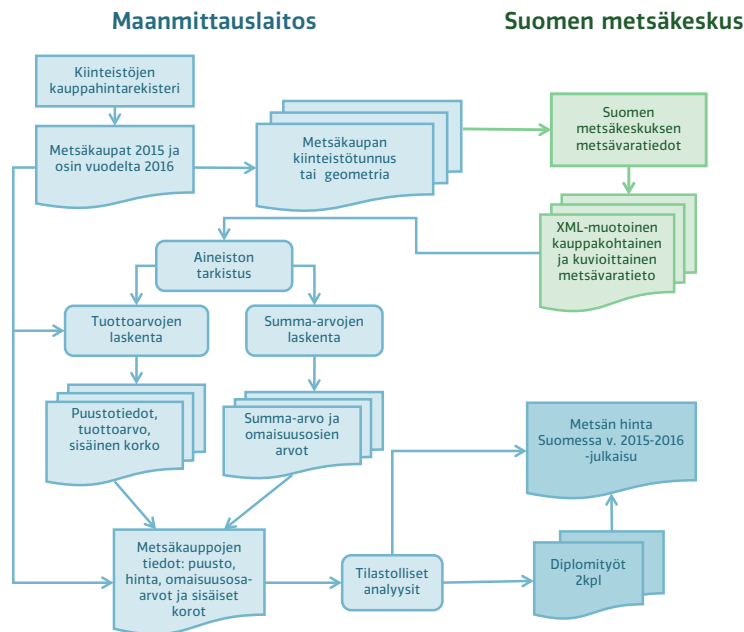 Maanmittauslaitos
Suomen metsäkeskus
Kiinteistöjen
kauppahintarekisteri
Metsäkaupat 2015 ja
osin vuodelta 2016
Metsäkaupan
kiinteistötunnus
tai geometria
Suomen
metsäkeskuksen
metsävaratiedot
XML-muotoinen
kauppakohtainen
ja kuvioittainen
metsävaratieto
Aineiston
tarkistus
Tuottoarvojen
laskenta
Summa-arvojen
laskenta
Puustotiedot,
tuottoarvo,
sisäinen korko
Summa-arvo ja
omaisuusosien
arvot
Metsän hinta
Suomessa v. 2015-2016
-julkaisu
Metsäkauppojen
tiedot: puusto,
hinta, omaisuusosa-
arvot ja sisäiset
korot
Tilastolliset
analyysit
Diplomityöt
2kpl